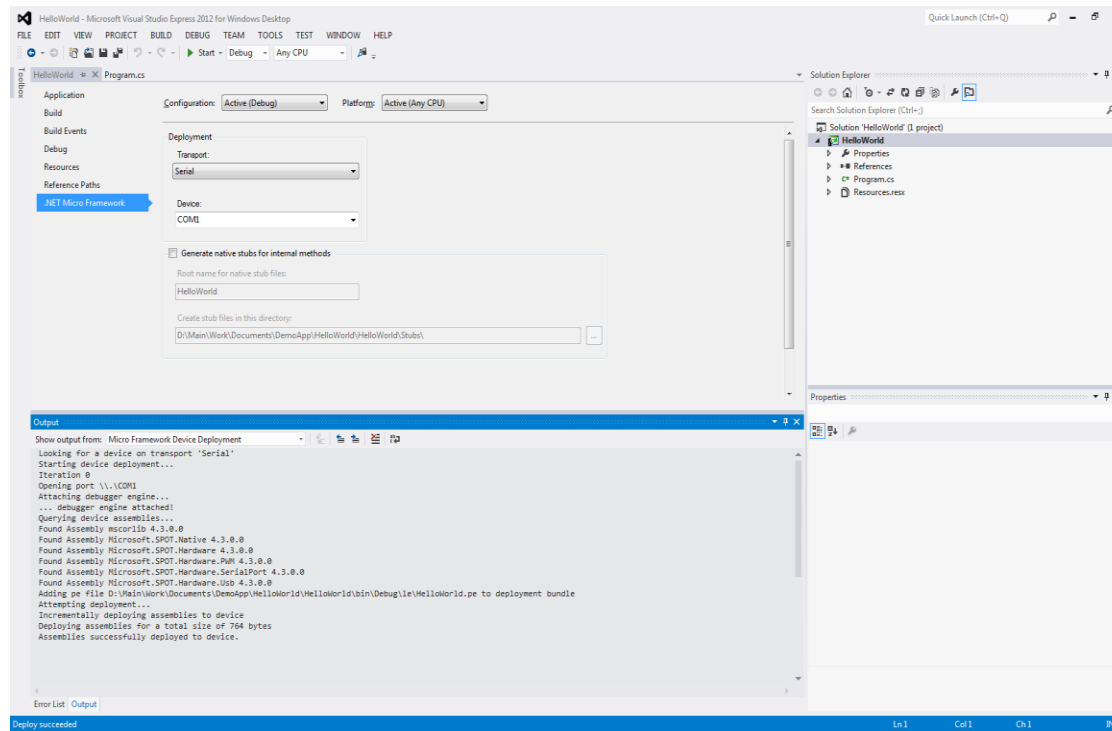 HelloWorld - Microsoft Visual Studio Express 2012 for Windows Desktop
Quick Launch (Ctrl+Q)
FILE EDIT VIEW PROJECT BUILD DEBUG TEAM TOOLS TEST WINDOW HELP
Start Debug Any CPU
Toolbox
HelloWorld Program.cs
Application
Build
Build Events
Debug
Resources
Reference Paths
.NET Micro Framework
Configuration: Active (Debug) Platform: Active (Any CPU)
Deployment
Transport:
Serial
Device:
COM1
Generate native stubs for internal methods
Root name for native stub files:
HelloWorld
Create stub files in this directory:
D:\Main\Work\Documents\DemoApp\HelloWorld\HelloWorld\Stubs\
...
Solution Explorer
Search Solution Explorer (Ctrl+;)
Solution 'HelloWorld' (1 project)
HelloWorld
Properties
References
C# Program.cs
Resources.resx
Properties
Output
Show output from: Micro Framework Device Deployment
Looking for a device on transport 'Serial'
Starting device deployment...
Iteration 0
Opening port \\.\COM1
Attaching debugger engine...
... debugger engine attached!
Querying device assemblies...
Found Assembly mscorlib 4.3.0.0
Found Assembly Microsoft.SPOT.Native 4.3.0.0
Found Assembly Microsoft.SPOT.Hardware 4.3.0.0
Found Assembly Microsoft.SPOT.Hardware.PWM 4.3.0.0
Found Assembly Microsoft.SPOT.Hardware.SerialPort 4.3.0.0
Found Assembly Microsoft.SPOT.Hardware.Usb 4.3.0.0
Adding pe file D:\Main\Work\Documents\DemoApp\HelloWorld\HelloWorld\bin\Debug\le\HelloWorld.pe to deployment bundle
Attempting deployment...
Incrementally deploying assemblies to device
Deploying assemblies for a total size of 764 bytes
Assemblies successfully deployed to device.
Error List Output
Deploy succeeded
Ln 1 Col 1 Ch 1